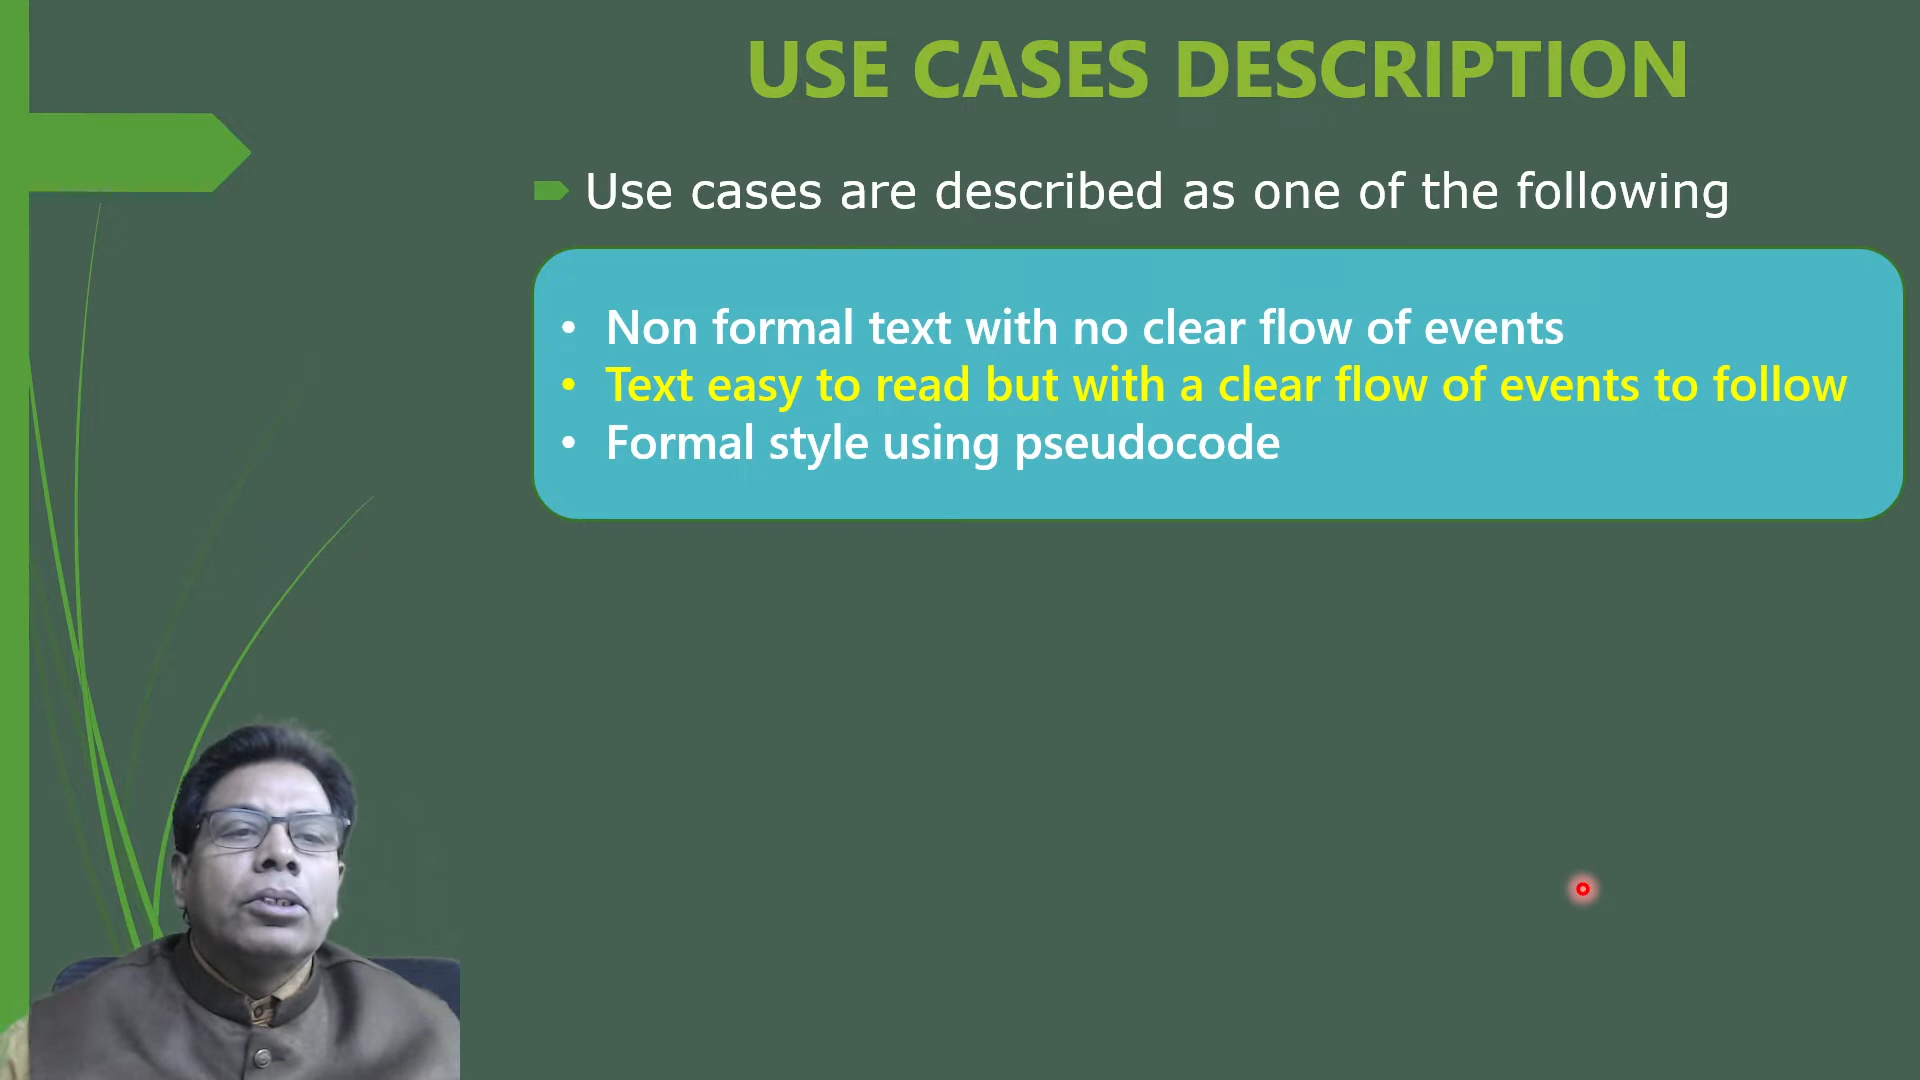 USE CASES DESCRIPTION
Use cases are described as one of the following
• Non formal text with no clear flow of events
• Text easy to read but with a clear flow of events to follow
• Formal style using pseudocode